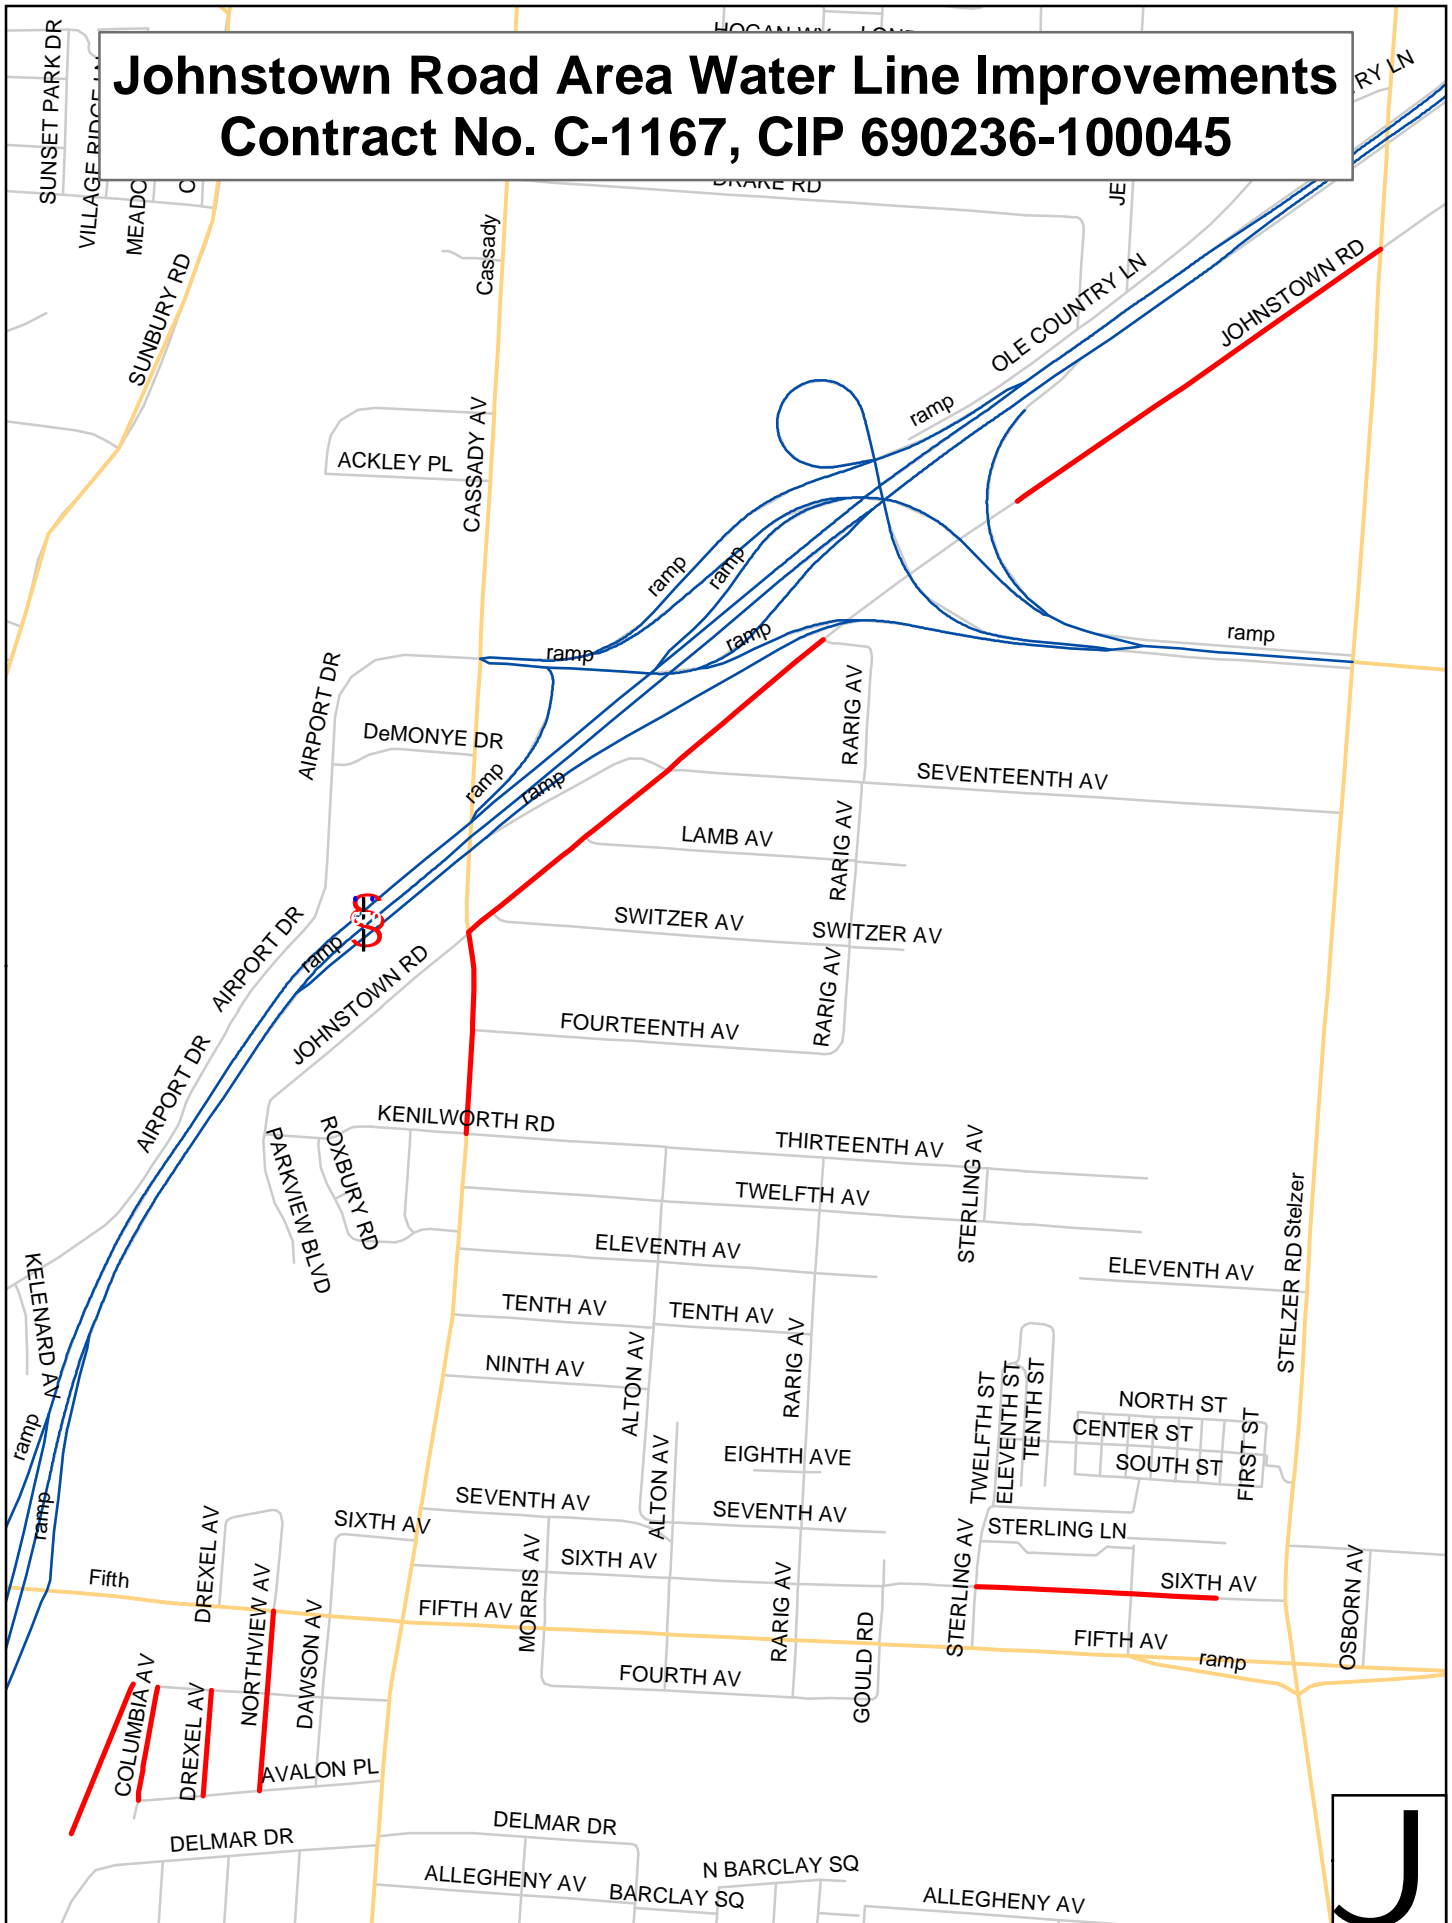 Johnstown Road Area Water Line Improvements
Contract No. C-1167, CIP 690236-100045
SUNSET PARK DR
SUNBURY RD
Cassady
DRAKE RD
RY LN
OLE COUNTRY LN
JOHNSTOWN RD
ACKLEY PL
CASSADY AV
ramp
ramp
ramp
ramp
ramp
ramp
AIRPORT DR
DeMONYE DR
ramp
ramp
RARIG AV
SEVENTEENTH AV
LAMB AV
RARIG AV
SWITZER AV
SWITZER AV
AIRPORT DR
ramp
JOHNSTOWN RD
RARIG AV
FOURTEENTH AV
AIRPORT DR
KENILWORTH RD
THIRTEENTH AV
PARKVIEW BLVD
ROXBURY RD
TWELFTH AV
STERLING AV
ELEVENTH AV
ELEVENTH AV
STELZER RD
Stelzer
KELENARD AV
TENTH AV
TENTH AV
NINTH AV
ALTON AV
RARIG AV
TWELFTH ST
ELEVENTH ST
TENTH ST
NORTH ST
CENTER ST
SOUTH ST
FIRST ST
ramp
ramp
EIGHTH AVE
ALTON AV
SEVENTH AV
SEVENTH AV
SIXTH AV
SIXTH AV
STERLING LN
SIXTH AV
Fifth
DREXEL AV
NORTHVIEW AV
DAWSON AV
FIFTH AV
MORRIS AV
RARIG AV
GOULD RD
STERLING AV
FIFTH AV
ramp
OSBORN AV
COLUMBIA AV
DREXEL AV
FOURTH AV
AVALON PL
DELMAR DR
DELMAR DR
ALLEGHENY AV
BARCLAY SQ
N BARCLAY SQ
ALLEGHENY AV